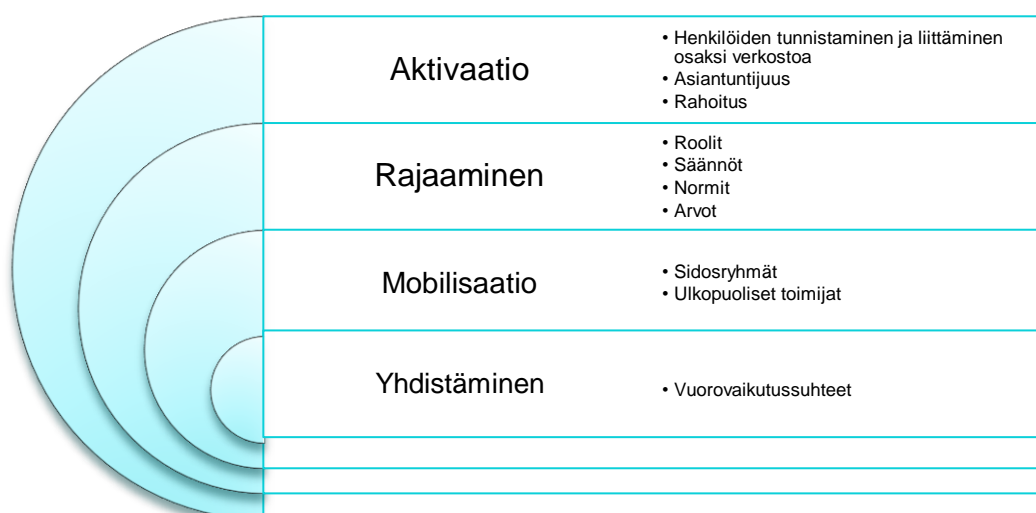 Aktivaatio
• Henkilöiden tunnistaminen ja liittäminen
osaksi verkostoa
• Asiantuntijuus
• Rahoitus
Rajaaminen
• Roolit
• Säännöt
• Normit
• Arvot
Mobilisaatio
• Sidosryhmät
• Ulkopuoliset toimijat
Yhdistäminen
• Vuorovaikutussuhteet